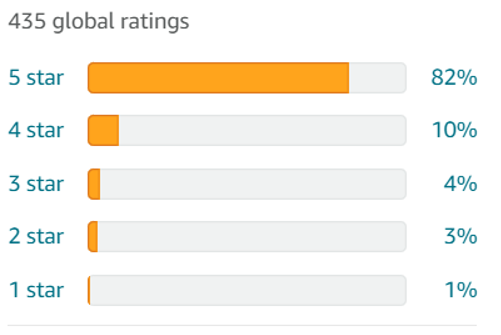 435 global ratings
5 star 82%
4 star 10%
3 star 4%
2 star 3%
1 star 1%